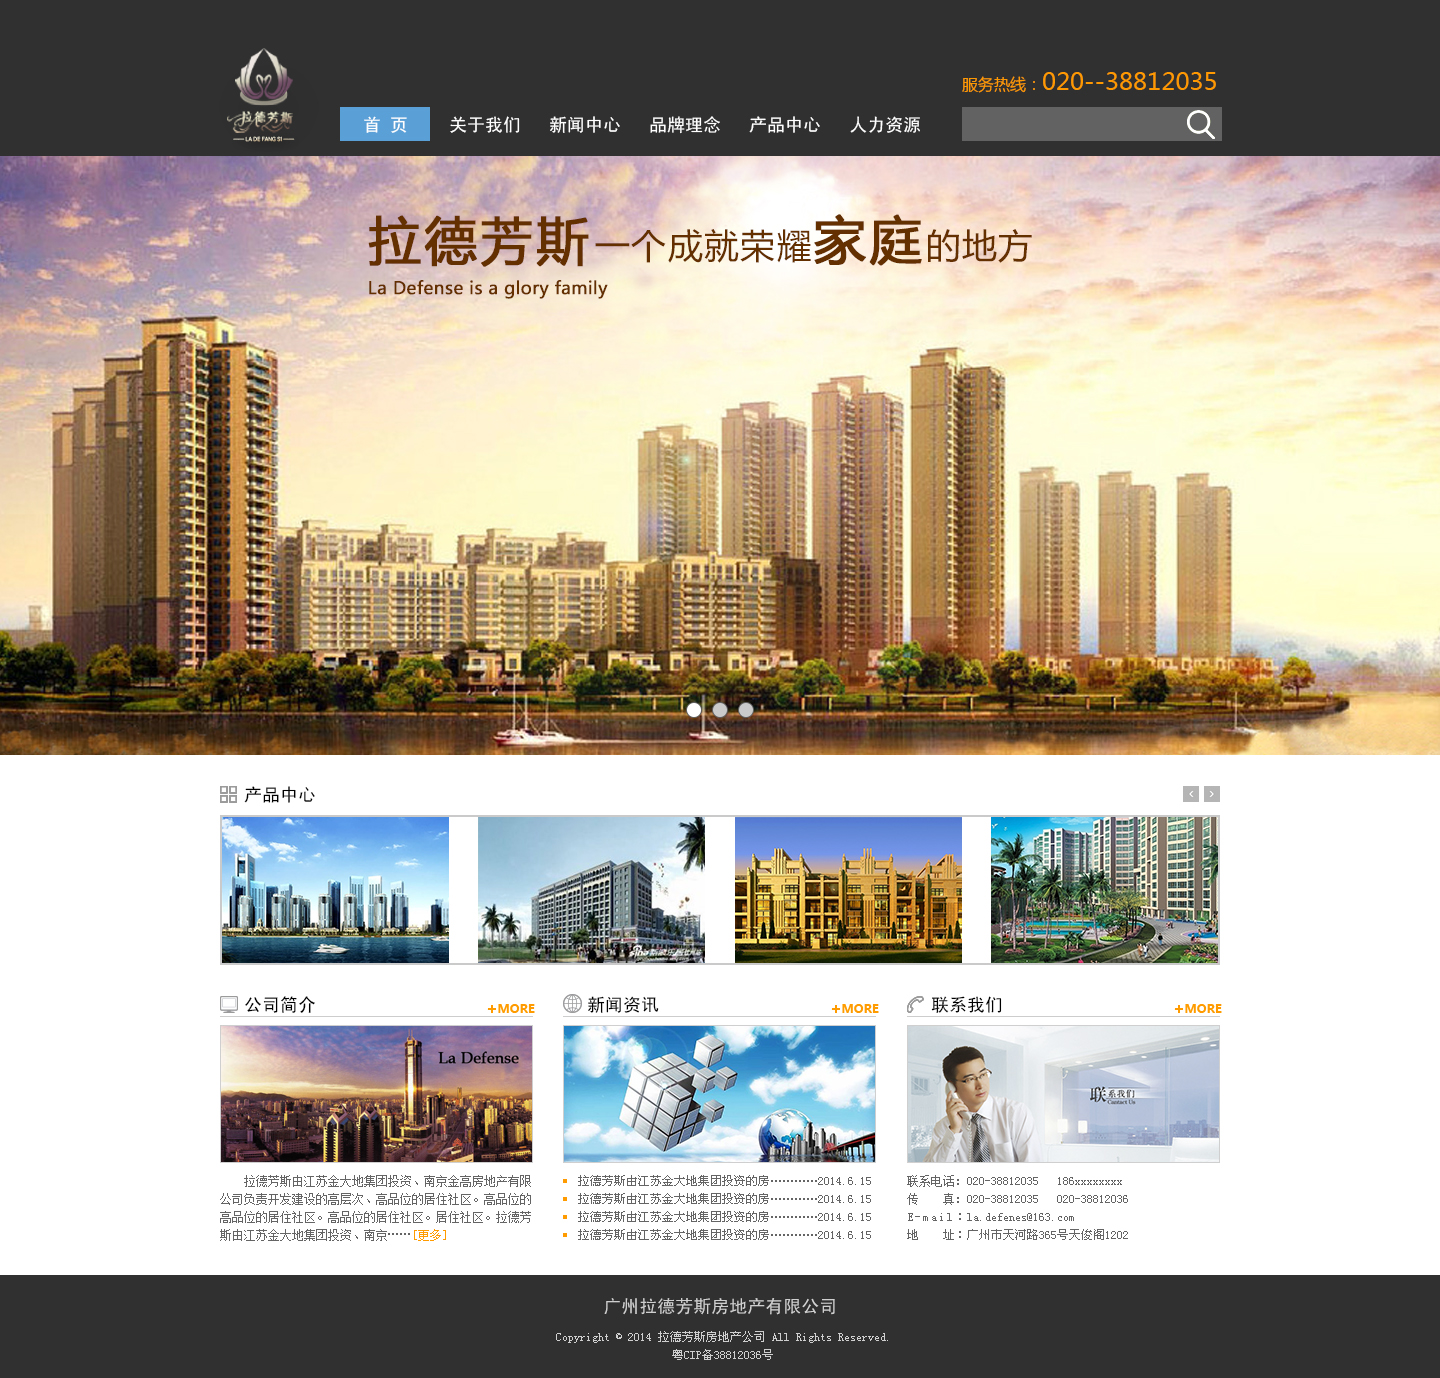 拉德芳斯
LA DE FANG SI
服务热线：020--38812035
首 页 关于我们 新闻中心 品牌理念 产品中心 人力资源
拉德芳斯一个成就荣耀家庭的地方
La Defense is a glory family
产品中心
公司简介 +MORE
La Defense
拉德芳斯由江苏金大地集团投资、南京金高房地产有限
公司负责开发建设的高层次、高品位的居住社区。高品位的
高品位的居住社区。高品位的居住社区。居住社区。拉德芳
斯由江苏金大地集团投资、南京……[更多]
新闻资讯 +MORE
拉德芳斯由江苏金大地集团投资的房…………2014.6.15
拉德芳斯由江苏金大地集团投资的房…………2014.6.15
拉德芳斯由江苏金大地集团投资的房…………2014.6.15
拉德芳斯由江苏金大地集团投资的房…………2014.6.15
联系我们 +MORE
联系我们
Contact Us
联系电话: 020-38812035 186xxxxxxxx
传 真: 020-38812035 020-38812036
E-mail：la.defenes@163.com
地 址：广州市天河路365号天俊阁1202
广州拉德芳斯房地产有限公司
Copyright © 2014 拉德芳斯房地产公司 All Rights Reserved.
粤CIP备38812036号